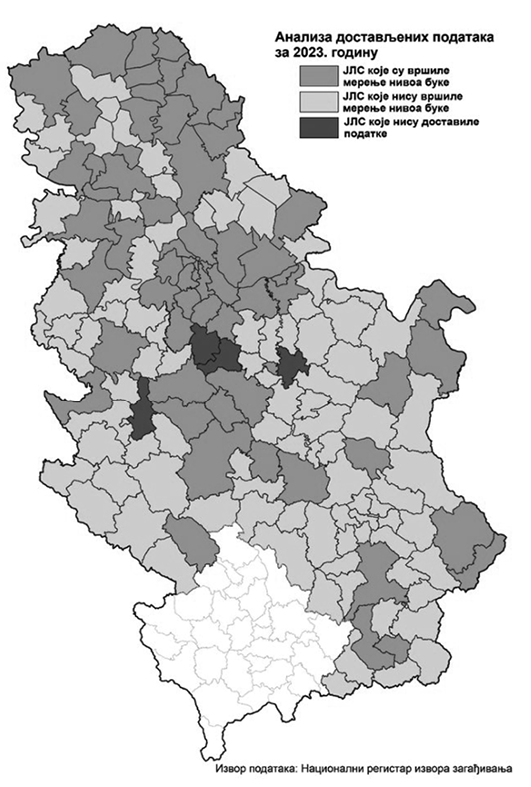 Анализа достављених података
за 2023. годину
ЈЛС које су вршиле
мерење нивоа буке
ЈЛС које нису вршиле
мерење нивоа буке
ЈЛС које нису доставиле
податке
Извор података: Национални регистар извора загађивања